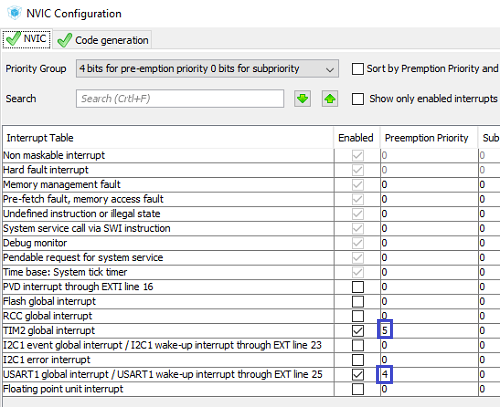 NVIC Configuration
NVIC Code generation
Priority Group 4 bits for pre-emption priority 0 bits for subpriority Sort by Premption Priority and
Search Search (Crtl+F) Show only enabled interrupts
Interrupt Table Enabled Preemption Priority Sub
Non maskable interrupt 0 0
Hard fault interrupt 0 0
Memory management fault 0 0
Pre-fetch fault, memory access fault 0 0
Undefined instruction or illegal state 0 0
System service call via SWI instruction 0 0
Debug monitor 0 0
Pendable request for system service 0 0
Time base: System tick timer 0 0
PVD interrupt through EXTI line 16 0 0
Flash global interrupt 0 0
RCC global interrupt 0 0
TIM2 global interrupt 5 0
I2C1 event global interrupt / I2C1 wake-up interrupt through EXT line 23 0 0
I2C1 error interrupt 0 0
USART1 global interrupt / USART1 wake-up interrupt through EXT line 25 4 0
Floating point unit interrupt 0 0